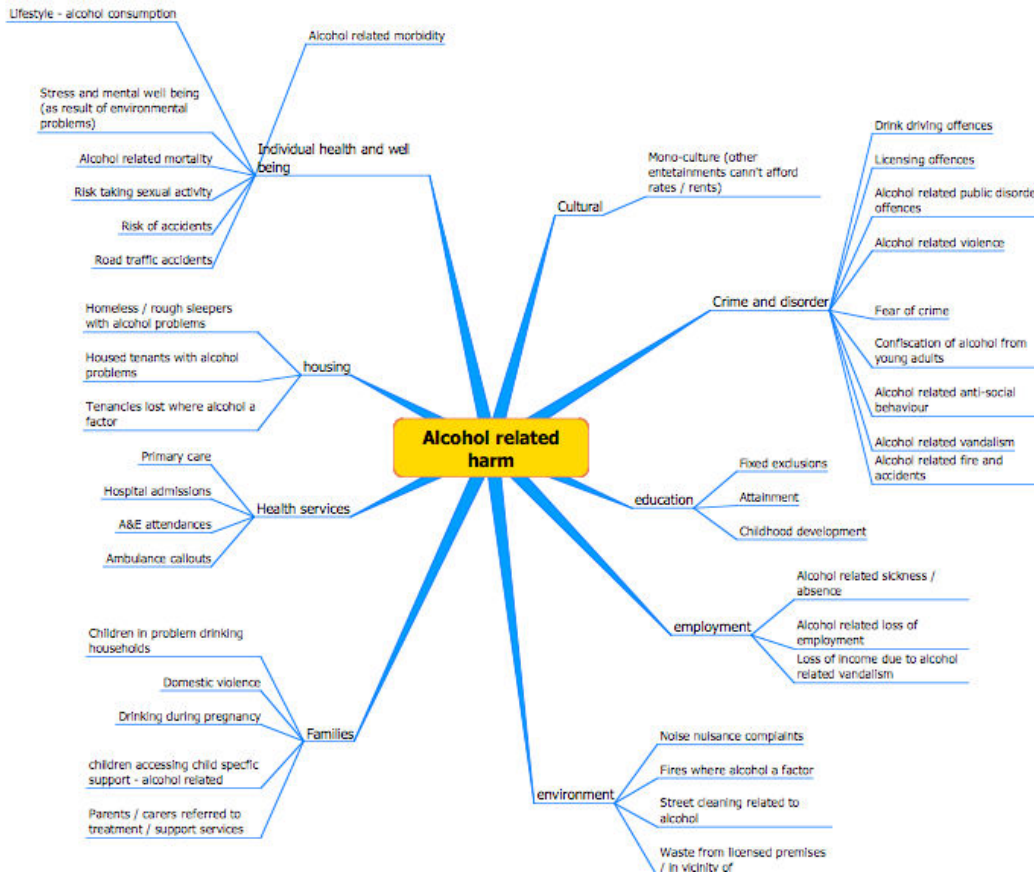 Lifestyle - alcohol consumption
Alcohol related morbidity
Stress and mental well being
(as result of environmental
problems)
Alcohol related mortality
Risk taking sexual activity
Risk of accidents
Road traffic accidents
Individual health and well
being
Homeless / rough sleepers
with alcohol problems
Housed tenants with alcohol
problems
Tenancies lost where alcohol a
factor
housing
Primary care
Hospital admissions
A&E attendances
Ambulance callouts
Health services
Children in problem drinking
households
Domestic violence
Drinking during pregnancy
children accessing child specfic
support - alcohol related
Parents / carers referred to
treatment / support services
Families
Alcohol related
harm
Mono-culture (other
entetainments cann't afford
rates / rents)
Cultural
Crime and disorder
Drink driving offences
Licensing offences
Alcohol related public disorde
offences
Alcohol related violence
Fear of crime
Confiscation of alcohol from
young adults
Alcohol related anti-social
behaviour
Alcohol related vandalism
Alcohol related fire and
accidents
education
Fixed exclusions
Attainment
Childhood development
employment
Alcohol related sickness /
absence
Alcohol related loss of
employment
Loss of income due to alcohol
related vandalism
environment
Noise nuisance complaints
Fires where alcohol a factor
Street cleaning related to
alcohol
Waste from licensed premises
/ in vicinity of